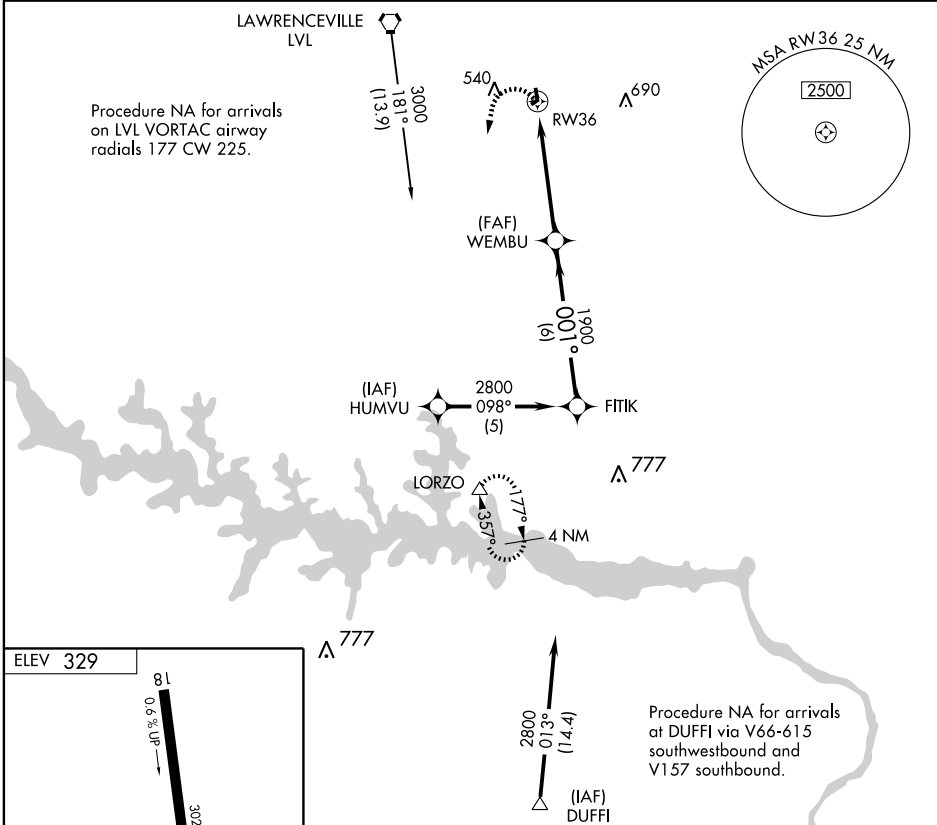 LAWRENCEVILLE
LVL
3000
181°
(13.9)
Procedure NA for arrivals
on LVL VORTAC airway
radials 177 CW 225.
540
690
RW36
MSA RW36 25 NM
2500
(FAF)
WEMBU
1900
001°
(6)
(IAF)
HUMVU
2800
098°
(5)
FITIK
777
LORZO
177°
357°
4 NM
777
ELEV 329
18
0.6 % UP
302
2800
013°
(14.4)
(IAF)
DUFFI
Procedure NA for arrivals
at DUFFI via V66-615
southwestbound and
V157 southbound.